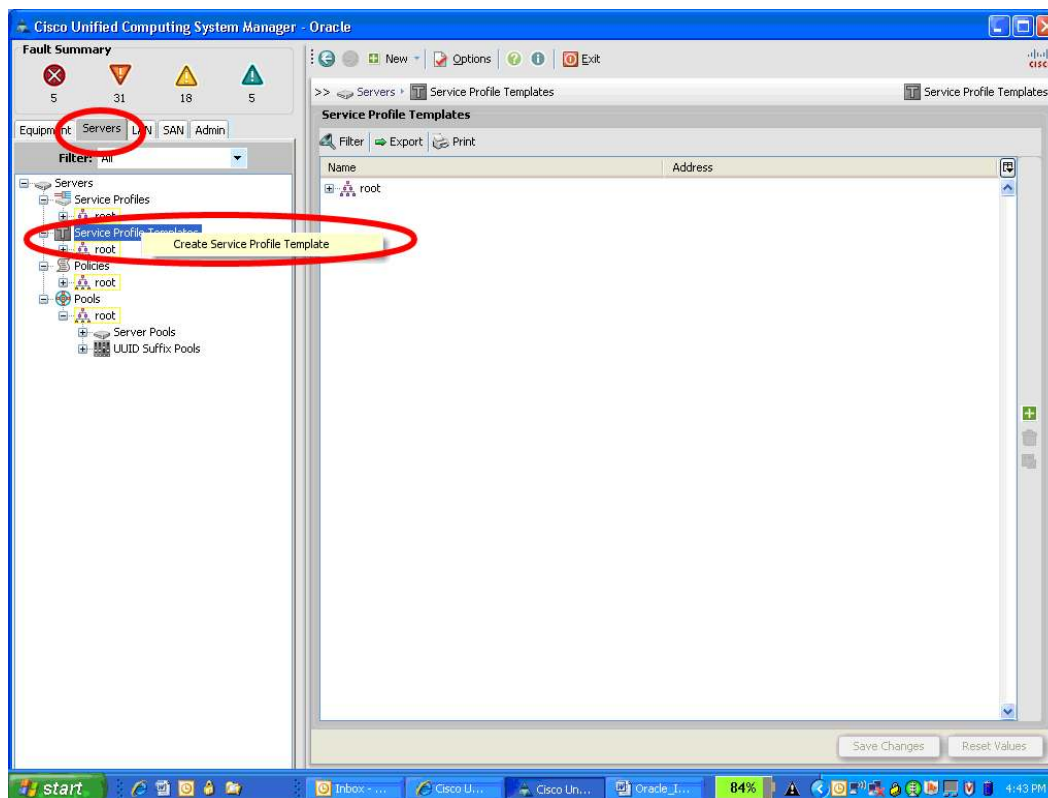 Cisco Unified Computing System Manager - Oracle
Fault Summary
5 31 18 5
New Options Exit
cisco
>> Servers Service Profile Templates
Service Profile Templates
Service Profile Templates
Equipment Servers LAN SAN Admin
Filter: All
Filter Export Print
Name Address
root
Servers
Service Profiles
root
Service Profile Templates
Create Service Profile Template
root
Policies
root
Pools
root
Server Pools
UUID Suffix Pools
Save Changes Reset Values
start
Inbox - ... Cisco U... Cisco Un... Oracle_I... 84% 4:43 PM